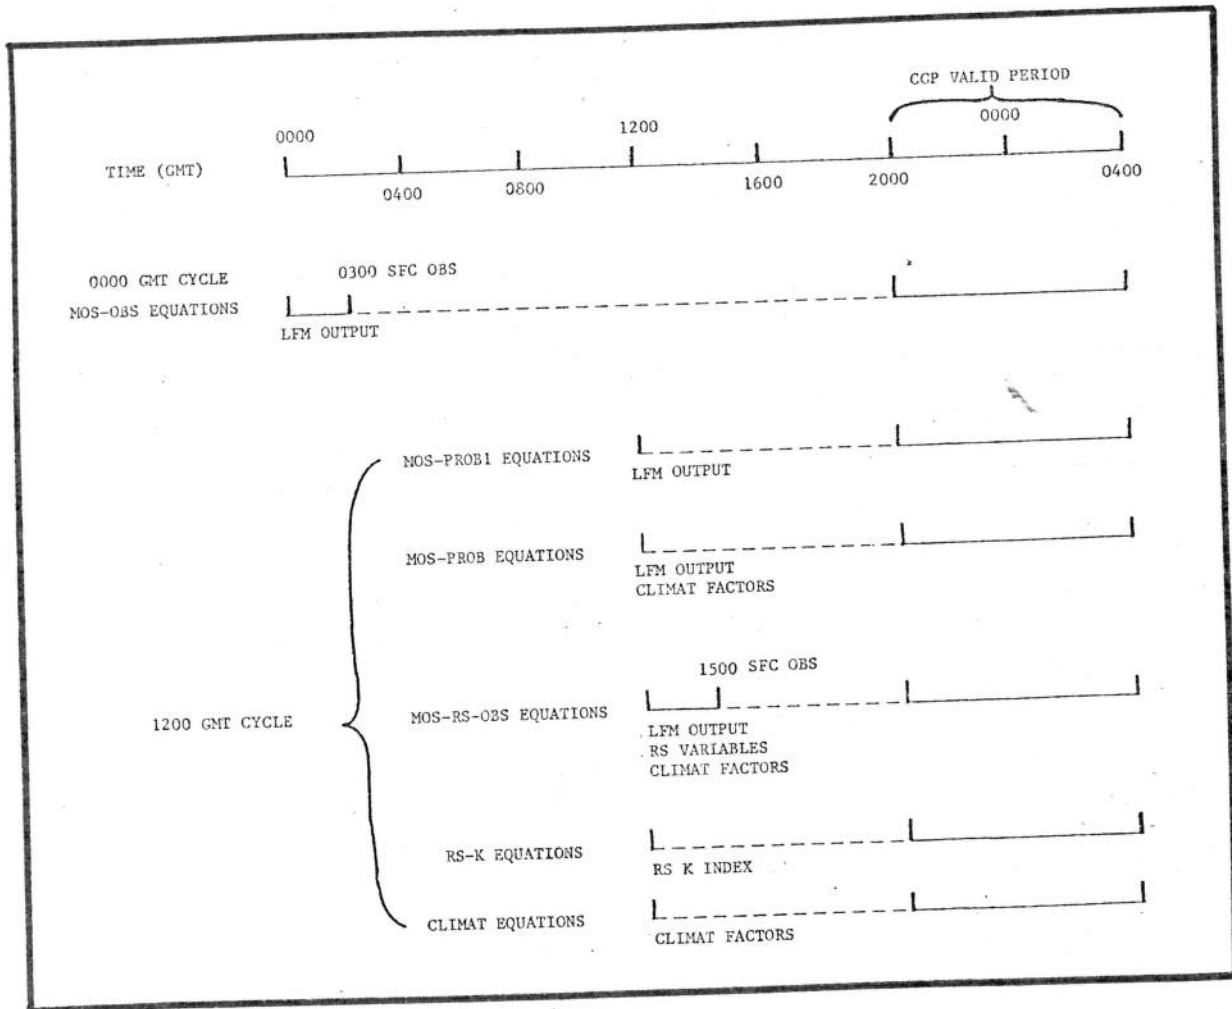 CGP VALID PERIOD
0000 1200 0000
TIME (GMT)
0400 0800 1600 2000 0400
0000 GMT CYCLE 0300 SFC OBS
MOS-OBS EQUATIONS
LFM OUTPUT
MOS-PROB1 EQUATIONS
LFM OUTPUT
MOS-PROB EQUATIONS
LFM OUTPUT
CLIMAT FACTORS
1500 SFC OBS
1200 GMT CYCLE
MOS-RS-OBS EQUATIONS
LFM OUTPUT
RS VARIABLES
CLIMAT FACTORS
RS-K EQUATIONS
RS K INDEX
CLIMAT EQUATIONS
CLIMAT FACTORS